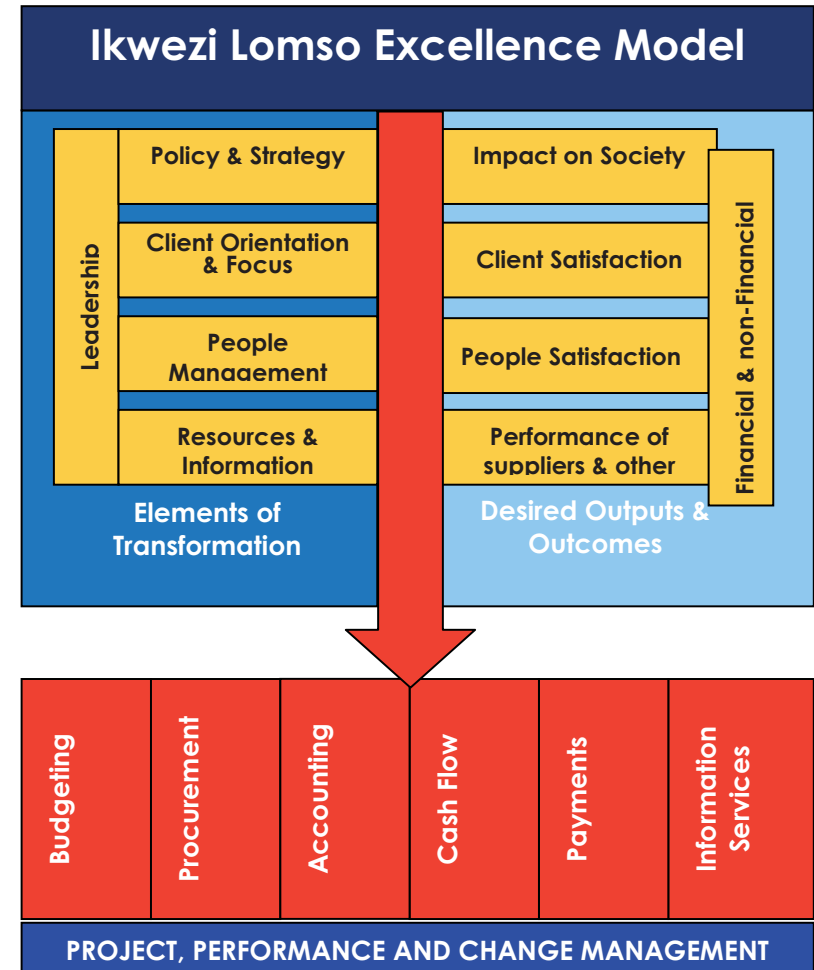 Ikwezi Lomso Excellence Model
Leadership
Policy & Strategy
Client Orientation
& Focus
People
Management
Resources &
Information
Elements of
Transformation
Impact on Society
Client Satisfaction
People Satisfaction
Performance of
suppliers & other
Financial & non-Financial
Desired Outputs &
Outcomes
Budgeting
Procurement
Accounting
Cash Flow
Payments
Information
Services
PROJECT, PERFORMANCE AND CHANGE MANAGEMENT